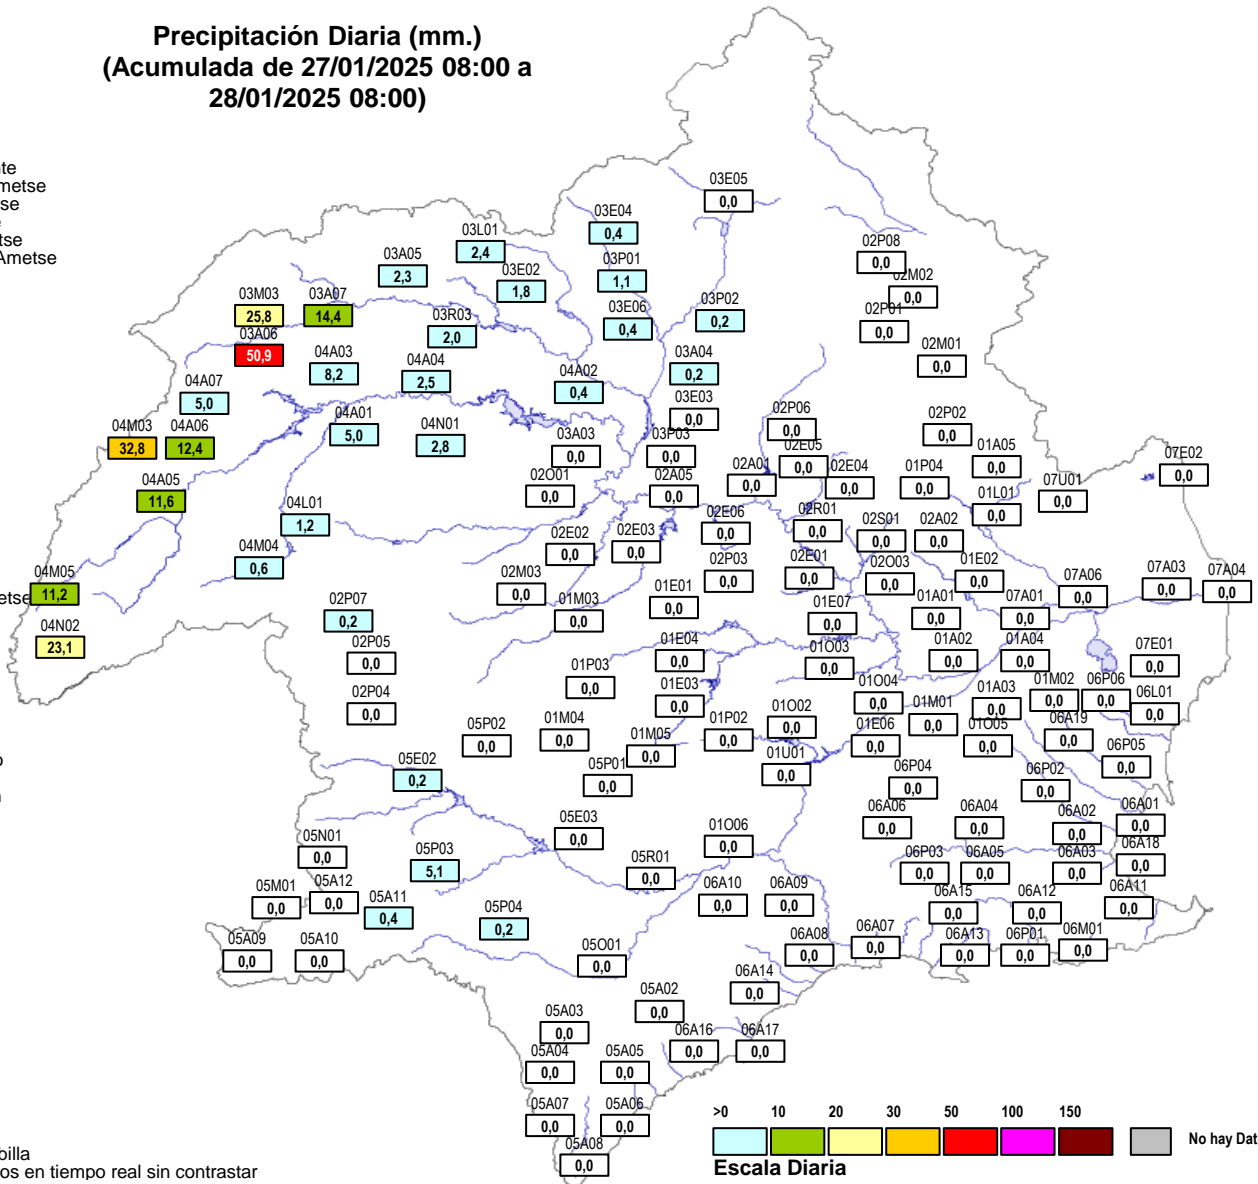 Precipitación Diaria (mm.)
(Acumulada de 27/01/2025 08:00 a
28/01/2025 08:00)
03E05
0,0
03E04
0,4
03L01
2,4
03A05
2,3
03P01
1,1
03E02
1,8
02P08
0,0
02M02
0,0
03M03
25,8
03A07
14,4
03R03
2,0
03E06
0,4
03P02
0,2
02P01
0,0
03A06
50,9
04A03
8,2
04A04
2,5
04A02
0,4
03A04
0,2
02M01
0,0
04A07
5,0
03E03
0,0
04M03
32,8
04A06
12,4
04A01
5,0
04N01
2,8
03A03
0,0
03P03
0,0
02P06
0,0
02E05
0,0
02P02
0,0
01A05
0,0
07E02
0,0
04A05
11,6
02O01
0,0
02A05
0,0
02A01
0,0
02E04
0,0
01P04
0,0
01L01
0,0
07U01
0,0
04L01
1,2
02E02
0,0
02E03
0,0
02E06
0,0
02R01
0,0
02S01
0,0
02A02
0,0
04M04
0,6
04M05
11,2
etse
02M03
0,0
01M03
0,0
01E01
0,0
02P03
0,0
02E01
0,0
02O03
0,0
01E02
0,0
07A06
0,0
07A03
0,0
07A04
0,0
04N02
23,1
02P07
0,2
02P05
0,0
01E04
0,0
01E07
0,0
01O03
0,0
01A01
0,0
07A01
0,0
01A02
0,0
01A04
0,0
07E01
0,0
02P04
0,0
01P03
0,0
01E03
0,0
01O04
0,0
01M01
0,0
01A03
0,0
01M02
0,0
06P06
0,0
06L01
0,0
05P02
0,0
01M04
0,0
01M05
0,0
01P02
0,0
01O02
0,0
01E06
0,0
01O05
0,0
06A19
0,0
06P05
0,0
05E02
0,2
05P01
0,0
01U01
0,0
06P04
0,0
06P02
0,0
05N01
0,0
05P03
5,1
05E03
0,0
01O06
0,0
06A06
0,0
06A04
0,0
06A02
0,0
06A01
0,0
05R01
0,0
06P03
0,0
06A05
0,0
06A03
0,0
06A18
0,0
05M01
0,0
05A12
0,0
05A11
0,4
05P04
0,2
06A10
0,0
06A09
0,0
06A15
0,0
06A12
0,0
06A11
0,0
05A09
0,0
05A10
0,0
05O01
0,0
06A08
0,0
06A07
0,0
06A13
0,0
06P01
0,0
06M01
0,0
05A03
0,0
05A02
0,0
06A14
0,0
05A04
0,0
05A05
0,0
06A16
0,0
06A17
0,0
05A07
0,0
05A06
0,0
05A08
0,0
>0 10 20 30 50 100 150
No hay Dat
Escala Diaria
billa
os en tiempo real sin contrastar